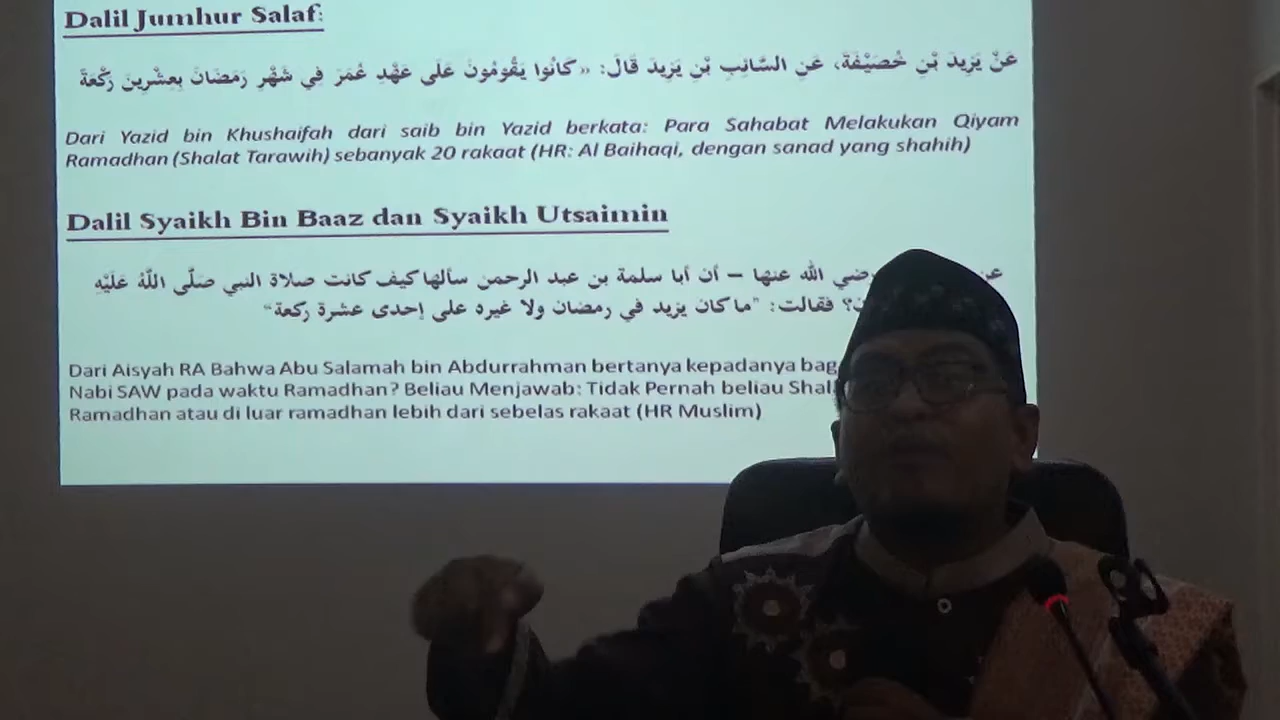 Dalil Jumhur Salaf:
عَنْ يَزِيدَ بْنِ خُصَيْفَةَ، عَنِ السَّائِبِ بْنِ يَزِيدَ قَالَ: «كَانُوا يَقُومُونَ عَلَى عَهْدِ عُمَرَ فِي شَهْرِ رَمَضَانَ بِعِشْرِينَ رَكْعَةً
Dari Yazid bin Khushaifah dari saib bin Yazid berkata: Para Sahabat Melakukan Qiyam
Ramadhan (Shalat Tarawih) sebanyak 20 rakaat (HR: Al Baihaqi, dengan sanad yang shahih)
Dalil Syaikh Bin Baaz dan Syaikh Utsaimin
رضي الله عنها – أن أبا سلمة بن عبد الرحمن سألها كيف كانت صلاة النبي صَلَّى اللَّهُ عَلَيْهِ
فقالت: "ما كان يزيد في رمضان ولا غيره على إحدى عشرة ركعة"
Dari Aisyah RA Bahwa Abu Salamah bin Abdurrahman bertanya kepadanya bag
Nabi SAW pada waktu Ramadhan? Beliau Menjawab: Tidak Pernah beliau Shal
Ramadhan atau di luar ramadhan lebih dari sebelas rakaat (HR Muslim)